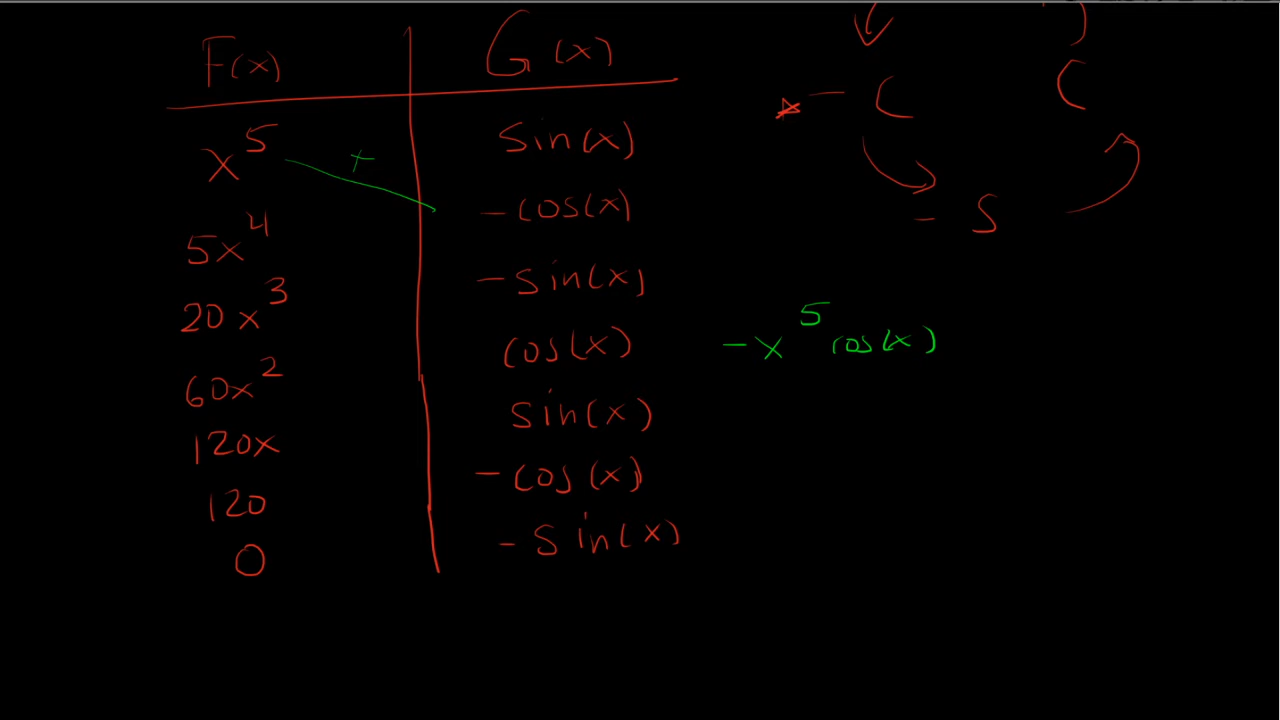 F(x) G(x)
x^5 sin(x)
5x^4 -cos(x)
20x^3 -sin(x)
60x^2 cos(x)
120x sin(x)
120 -cos(x)
0 -sin(x)
+
-x^5 cos(x)
- C C
- S